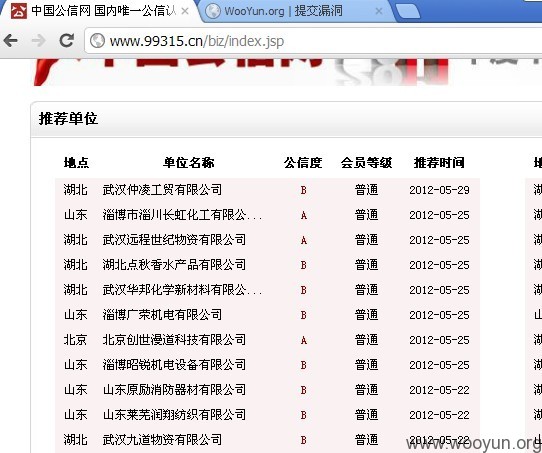 中国公信网 国内唯一公信认
WooYun.org | 提交漏洞
www.99315.cn/biz/index.jsp
推荐单位
地点 单位名称 公信度 会员等级 推荐时间
湖北 武汉仲凌工贸有限公司 B 普通 2012-05-29
山东 淄博市淄川长虹化工有限公... A 普通 2012-05-25
湖北 武汉远程世纪物资有限公司 A 普通 2012-05-25
湖北 湖北点秋香水产品有限公司 B 普通 2012-05-25
湖北 武汉华邦化学新材料有限公... B 普通 2012-05-25
山东 淄博广荣机电有限公司 B 普通 2012-05-25
北京 北京创世漫道科技有限公司 A 普通 2012-05-25
山东 淄博昭锐机电设备有限公司 B 普通 2012-05-25
山东 山东原励消防器材有限公司 B 普通 2012-05-22
山东 山东莱芜润翔纺织有限公司 B 普通 2012-05-22
湖北 武汉九道物资有限公司 B 普通 2012-05-22
www.wooyun.org